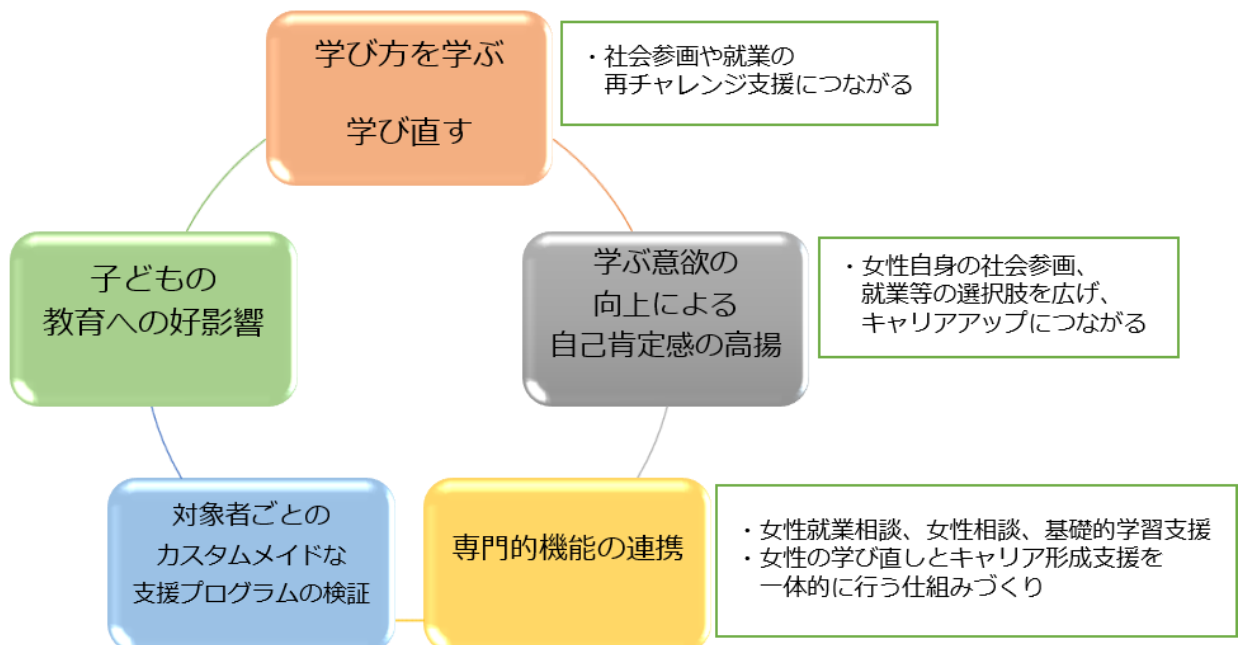 学び方を学ぶ
学び直す
・社会参画や就業の
再チャレンジ支援につながる
子どもの
教育への好影響
学ぶ意欲の
向上による
自己肯定感の高揚
・女性自身の社会参画、
就業等の選択肢を広げ、
キャリアアップにつながる
対象者ごとの
カスタムメイドな
支援プログラムの検証
専門的機能の連携
・女性就業相談、女性相談、基礎的学習支援
・女性の学び直しとキャリア形成支援を
一体的に行う仕組みづくり